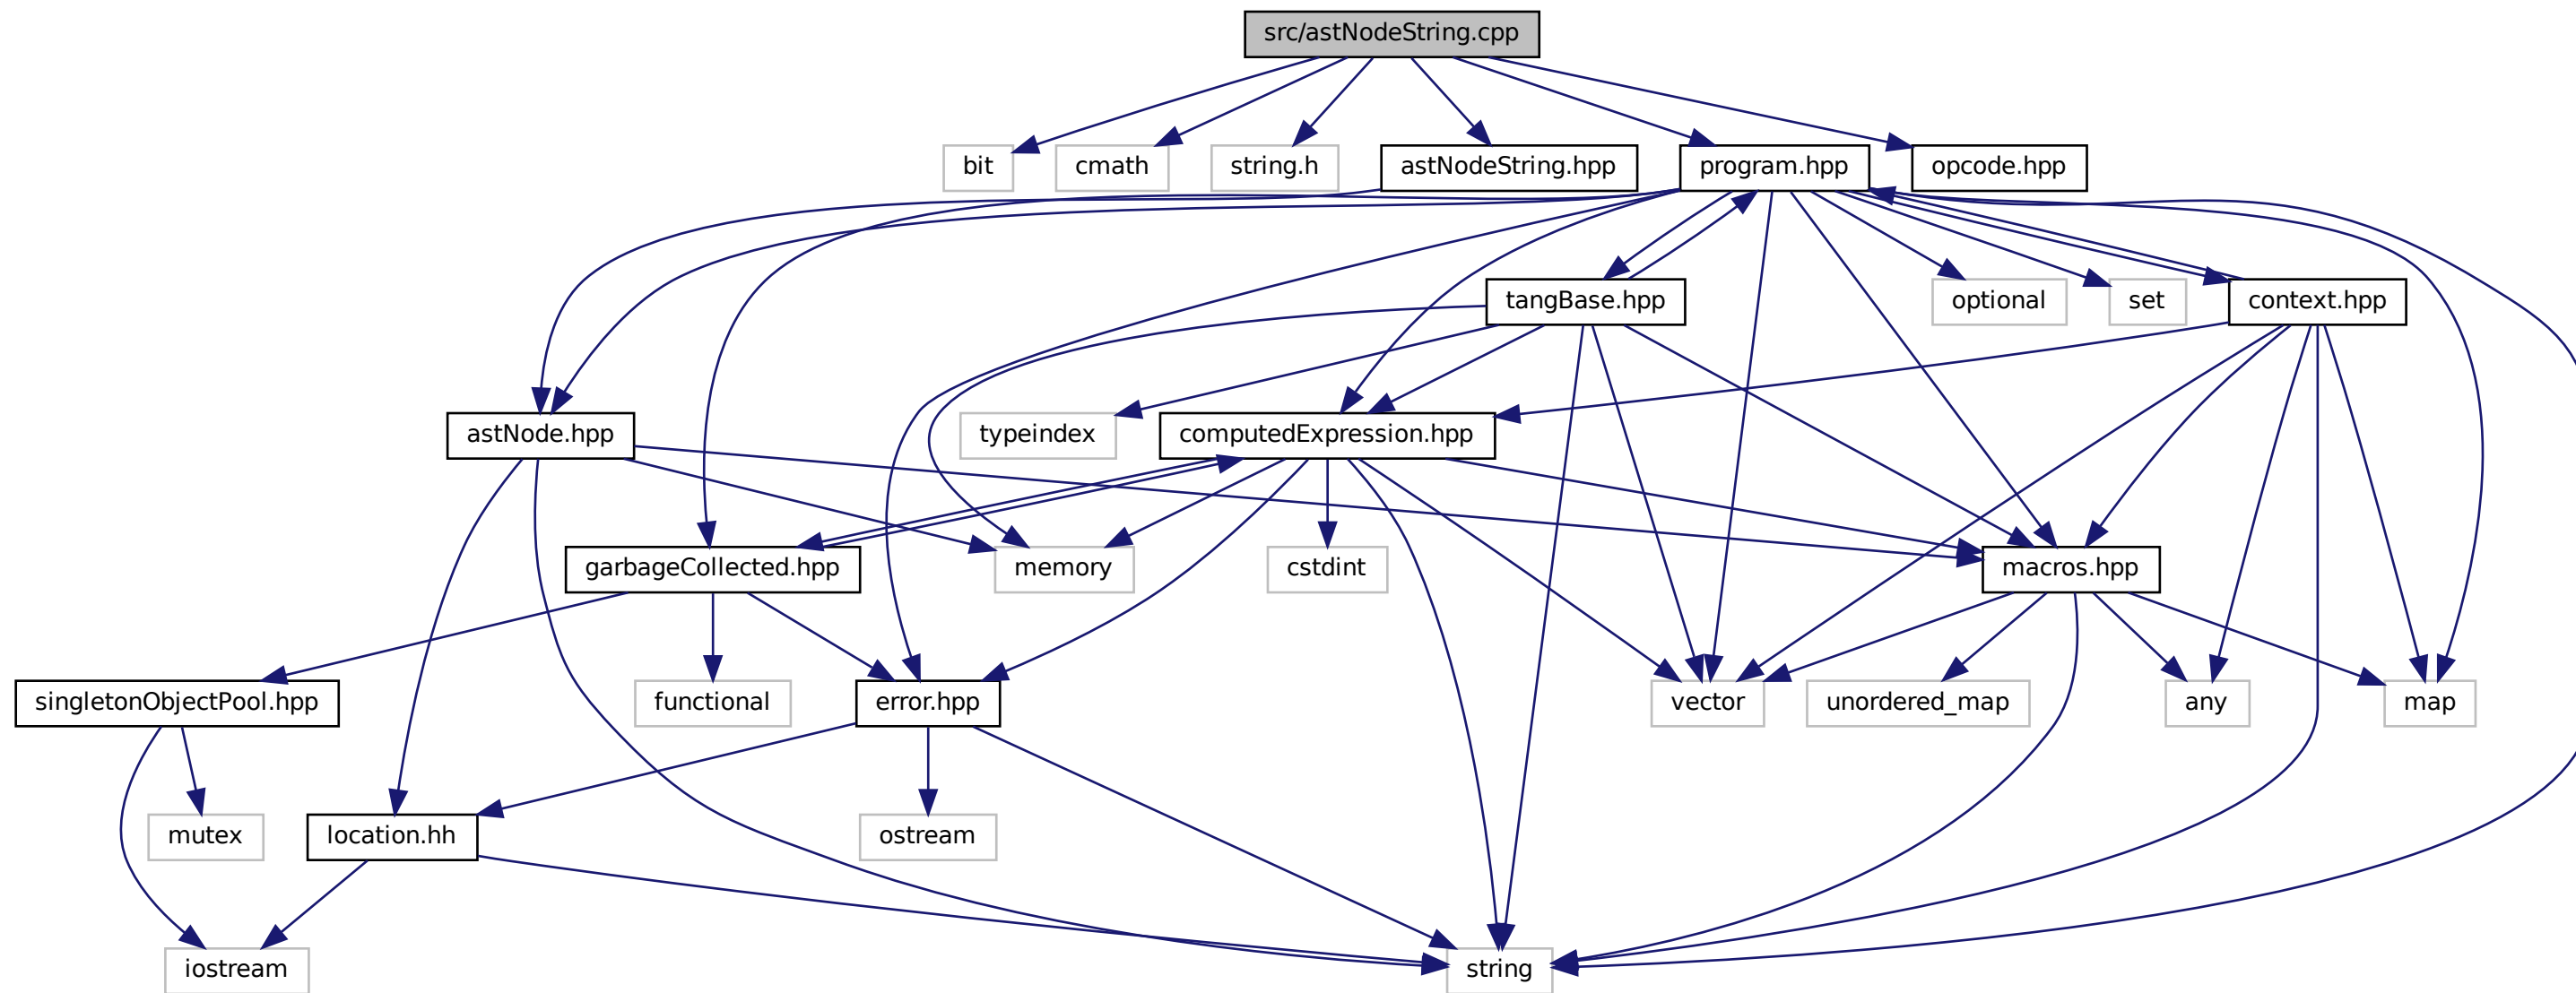 src/astNodeString.cpp
bit
cmath
string.h
astNodeString.hpp
program.hpp
opcode.hpp
tangBase.hpp
optional
set
context.hpp
astNode.hpp
typeindex
computedExpression.hpp
garbageCollected.hpp
memory
cstdint
macros.hpp
singletonObjectPool.hpp
functional
error.hpp
vector
unordered_map
any
map
mutex
location.hh
ostream
iostream
string